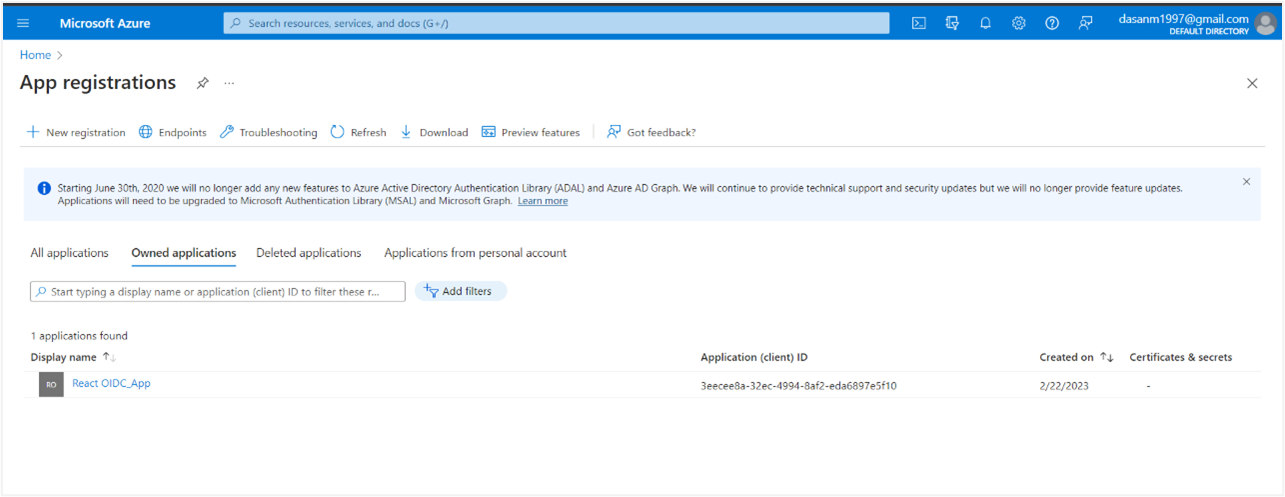 Microsoft Azure
Search resources, services, and docs (G+/)
dasanm1997@gmail.com
DEFAULT DIRECTORY
Home >
App registrations
...
New registration
Endpoints
Troubleshooting
Refresh
Download
Preview features
Got feedback?
Starting June 30th, 2020 we will no longer add any new features to Azure Active Directory Authentication Library (ADAL) and Azure AD Graph. We will continue to provide technical support and security updates but we will no longer provide feature updates.
Applications will need to be upgraded to Microsoft Authentication Library (MSAL) and Microsoft Graph. Learn more
All applications
Owned applications
Deleted applications
Applications from personal account
Start typing a display name or application (client) ID to filter these r...
Add filters
1 applications found
Display name
Application (client) ID
Created on
Certificates & secrets
RO
React OIDC_App
3eecee8a-32ec-4994-8af2-eda6897e5f10
2/22/2023
-